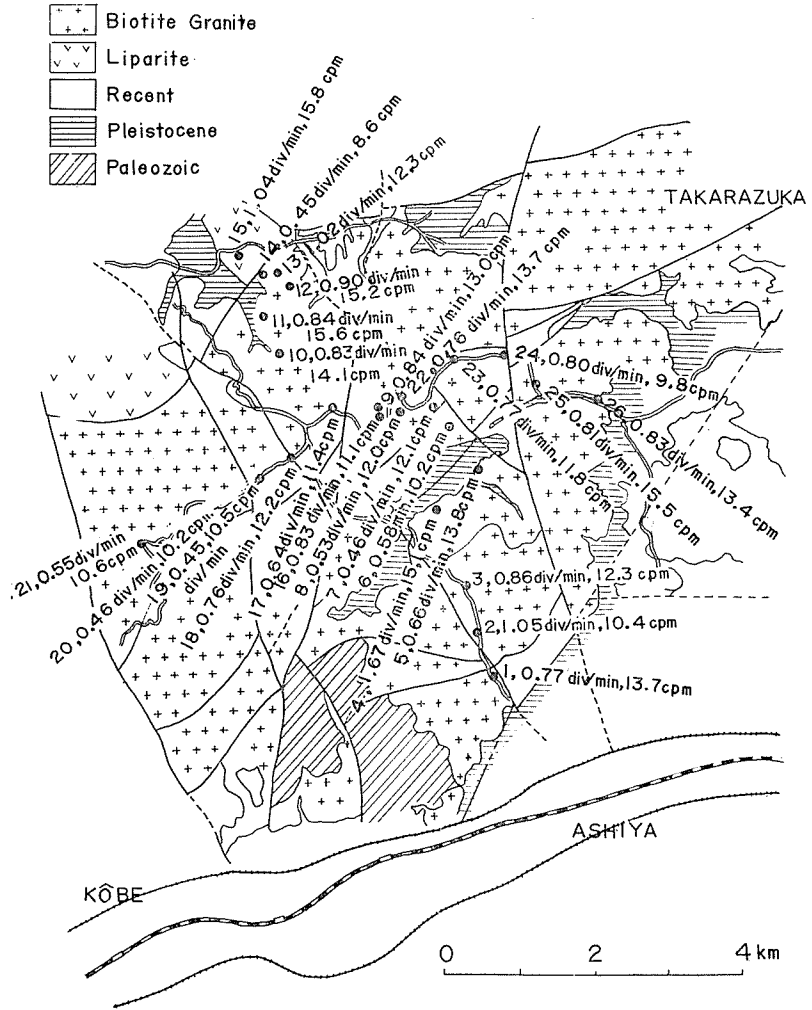 Biotite Granite
Liparite
Recent
Pleistocene
Paleozoic
TAKARAZUKA
15, 1.04 div/min, 15.8 cpm
14, 0.45 div/min, 8.6 cpm
13, 1.02 div/min, 12.3 cpm
12, 0.90 div/min
15.2 cpm
11, 0.84 div/min
15.6 cpm
10, 0.83 div/min
14.1 cpm
9, 0.84 div/min, 13.0 cpm
22, 0.76 div/min, 13.7 cpm
24, 0.80 div/min, 9.8 cpm
23, 0.77 div/min, 11.8 cpm
25, 0.81 div/min, 15.5 cpm
26, 0.83 div/min, 13.4 cpm
21, 0.55 div/min
10.6 cpm
20, 0.46 div/min, 10.2 cpm
19, 0.45, 10.5 cpm
div/min
18, 0.76 div/min, 12.2 cpm
17, 0.64 div/min, 11.4 cpm
16, 0.83 div/min, 11.1 cpm
8, 0.53 div/min, 12.0 cpm
7, 0.46 div/min, 12.1 cpm
6, 0.58 min, 10.2 cpm
4, 1.67 div/min, 15. cpm
5, 0.66 div/min, 13.8 cpm
3, 0.86 div/min, 12.3 cpm
2, 1.05 div/min, 10.4 cpm
1, 0.77 div/min, 13.7 cpm
ASHIYA
KÔBE
0 2 4 km